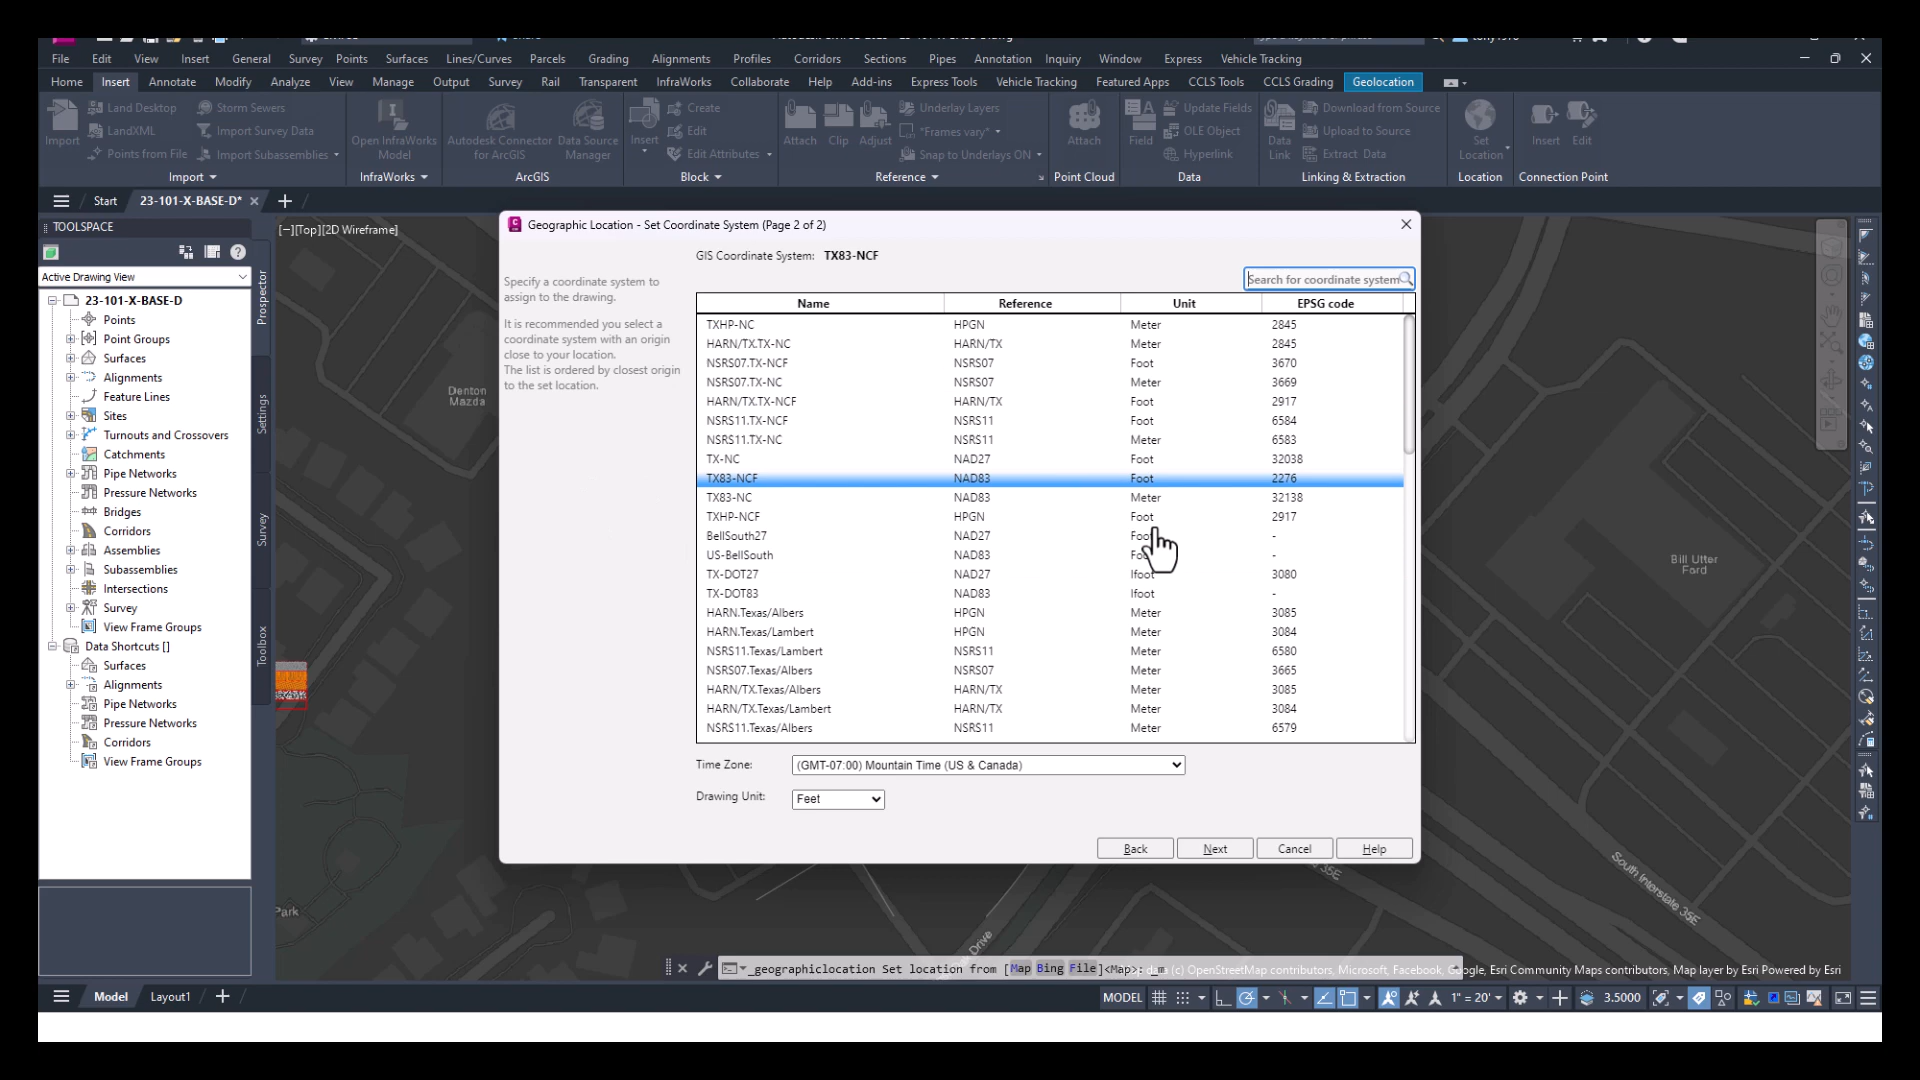 File Edit View Insert General Survey Points Surfaces Lines/Curves Parcels Grading Alignments Profiles Corridors Sections Pipes Annotation Inquiry Window Express Vehicle Tracking
Home Insert Annotate Modify Analyze View Manage Output Survey Rail Transparent InfraWorks Collaborate Help Add-ins Express Tools Vehicle Tracking Featured Apps CCLS Tools CCLS Grading Geolocation
Land Desktop Storm Sewers Create Underlay Layers Update Fields Download from Source
LandXML Import Survey Data Edit *Frames vary* OLE Object Upload to Source
Import Points from File Import Subassemblies Edit Attributes Snap to Underlays ON Hyperlink Extract Data
Open InfraWorks Model Autodesk Connector for ArcGIS Data Source Manager Insert Attach Clip Adjust Attach Field Data Link Set Location Insert Edit
Import InfraWorks ArcGIS Block Reference Point Cloud Data Linking & Extraction Location Connection Point
Start 23-101-X-BASE-D*
TOOLSPACE
Active Drawing View
23-101-X-BASE-D
Points
Point Groups
Surfaces
Alignments
Feature Lines
Sites
Turnouts and Crossovers
Catchments
Pipe Networks
Pressure Networks
Bridges
Corridors
Assemblies
Subassemblies
Intersections
Survey
View Frame Groups
Data Shortcuts []
Surfaces
Alignments
Pipe Networks
Pressure Networks
Corridors
View Frame Groups
Prospector
Settings
Survey
Toolbox
[−][Top][2D Wireframe]
Denton
Mazda
Geographic Location - Set Coordinate System (Page 2 of 2)
GIS Coordinate System: TX83-NCF
Specify a coordinate system to
assign to the drawing.
It is recommended you select a
coordinate system with an origin
close to your location.
The list is ordered by closest origin
to the set location.
Search for coordinate system
Name Reference Unit EPSG code
TXHP-NC HPGN Meter 2845
HARN/TX.TX-NC HARN/TX Meter 2845
NSRS07.TX-NCF NSRS07 Foot 3670
NSRS07.TX-NC NSRS07 Meter 3669
HARN/TX.TX-NCF HARN/TX Foot 2917
NSRS11.TX-NCF NSRS11 Foot 6584
NSRS11.TX-NC NSRS11 Meter 6583
TX-NC NAD27 Foot 32038
TX83-NCF NAD83 Foot 2276
TX83-NC NAD83 Meter 32138
TXHP-NCF HPGN Foot 2917
BellSouth27 NAD27 Foot -
US-BellSouth NAD83 Foot -
TX-DOT27 NAD27 Ifoot 3080
TX-DOT83 NAD83 Ifoot -
HARN.Texas/Albers HPGN Meter 3085
HARN.Texas/Lambert HPGN Meter 3084
NSRS11.Texas/Lambert NSRS11 Meter 6580
NSRS07.Texas/Albers NSRS07 Meter 3665
HARN/TX.Texas/Albers HARN/TX Meter 3085
HARN/TX.Texas/Lambert HARN/TX Meter 3084
NSRS11.Texas/Albers NSRS11 Meter 6579
Time Zone: (GMT-07:00) Mountain Time (US & Canada)
Drawing Unit: Feet
Back Next Cancel Help
Bill Utter
Ford
South Interstate 35E
35E
Park
Drive
_geographiclocation Set location from [Map Bing File]<Map>:
(c) OpenStreetMap contributors, Microsoft, Facebook, Google, Esri Community Maps contributors, Map layer by Esri Powered by Esri
Model Layout1
MODEL 1" = 20' 3.5000